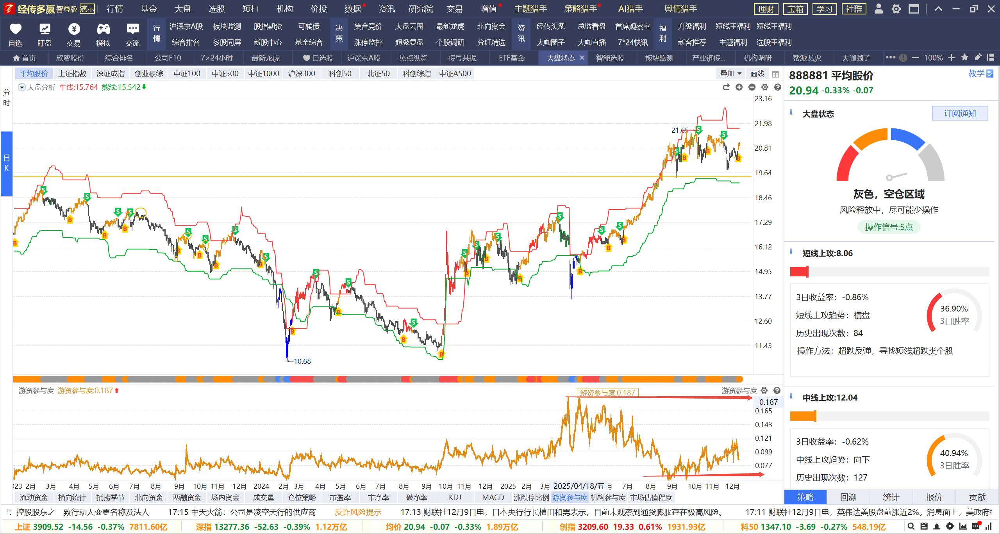 经传多赢 智尊版 演示 行情 基金 大盘 选股 短打 机构 价投 数据 资讯 研究院 交易 增值 主题猎手 策略猎手 AI猎手 舆情猎手 理财 宝箱 学习 社群
自选 盯盘 交易 模拟 交流
行情 沪深京A股 板块监测 股指期货 可转债 决策 集合竞价 大盘云图 最新龙虎 北向资金 资讯 经传头条 总监看盘 首席观察室 福利 升级福利 短线王福利 短线王福利
综合排名 多股同屏 新股中心 基金综合 涨停监控 超级复盘 个股调研 分红精选 大咖圈子 大咖直播 7*24快讯 新客推荐 主题福利 选股王福利
首页 欣贺股份 综合排名 公司F10 7×24小时 最新龙虎 自选股 沪深京A股 热点纵览 传导共振 ETF基金 大盘状态 智能选股 板块监测 产业链传... 机构调研 帮派龙虎 大咖圈子 100%
分时
日K
平均股价 上证指数 深证成指 创业板综 中证100 中证500 中证1000 沪深300 科创50 北证50 科创综指 中证A500 叠加 画线
大盘分析 牛线:15.764 熊线:15.542
23.16
21.98
20.81
19.64
18.46
17.29
16.12
14.95
13.77
12.60
11.43
21.65
10.68
游资参与度 游资参与度:0.187
游资参与度:0.187
游资参与度
0.187
0.165
0.143
0.121
0.099
0.077
2月 3月 4月 5月 6月 7月 8月 9月 10月 11月 12月 2024 2月 3月 4月 5月 6月 7月 8月 9月 10月 11月 12月 2025 2月 3月 2025/04/18/五 7月 8月 9月 10月 11月 12月
流动资金 横向统计 捕捞季节 北向资金 两融资金 场内资金 成交量 仓位策略 市盈率 市净率 破净率 KDJ MACD 涨跌停比例 游资参与度 机构参与度 市场估值程度
888881 平均股价 教学
20.94 -0.33% -0.07
大盘状态 订阅通知
灰色，空仓区域
风险释放中，尽可能少操作
操作信号:S点
短线上攻:8.06
3日收益率：-0.86%
短线上攻趋势：横盘
历史出现次数：84
操作方法：超跌反弹，寻找短线超跌类个股
36.90%
3日胜率
中线上攻:12.04
3日收益率：-0.62%
中线上攻趋势：向下
历史出现次数：127
40.94%
3日胜率
策略 回溯 统计 报价 贡献
：控股股东之一致行动人变更名称及法人 17:15 中天火箭：公司是凌空天行的供应商 反诈风险提示 17:13 财联社12月9日电，日本央行行长植田和男表示，目前未观察到通货膨胀存在极高风险。 17:11 财联社12月9日电，英伟达美股盘前涨近2%。消息面上，美政府
上证 3909.52 -14.56 -0.37% 7811.60亿 深指 13277.36 -52.63 -0.39% 1.12万亿 均价 20.94 -0.07 -0.33% 1.89万亿 创指 3209.60 19.33 0.61% 1931.93亿 科50 1347.10 -3.69 -0.27% 548.19亿